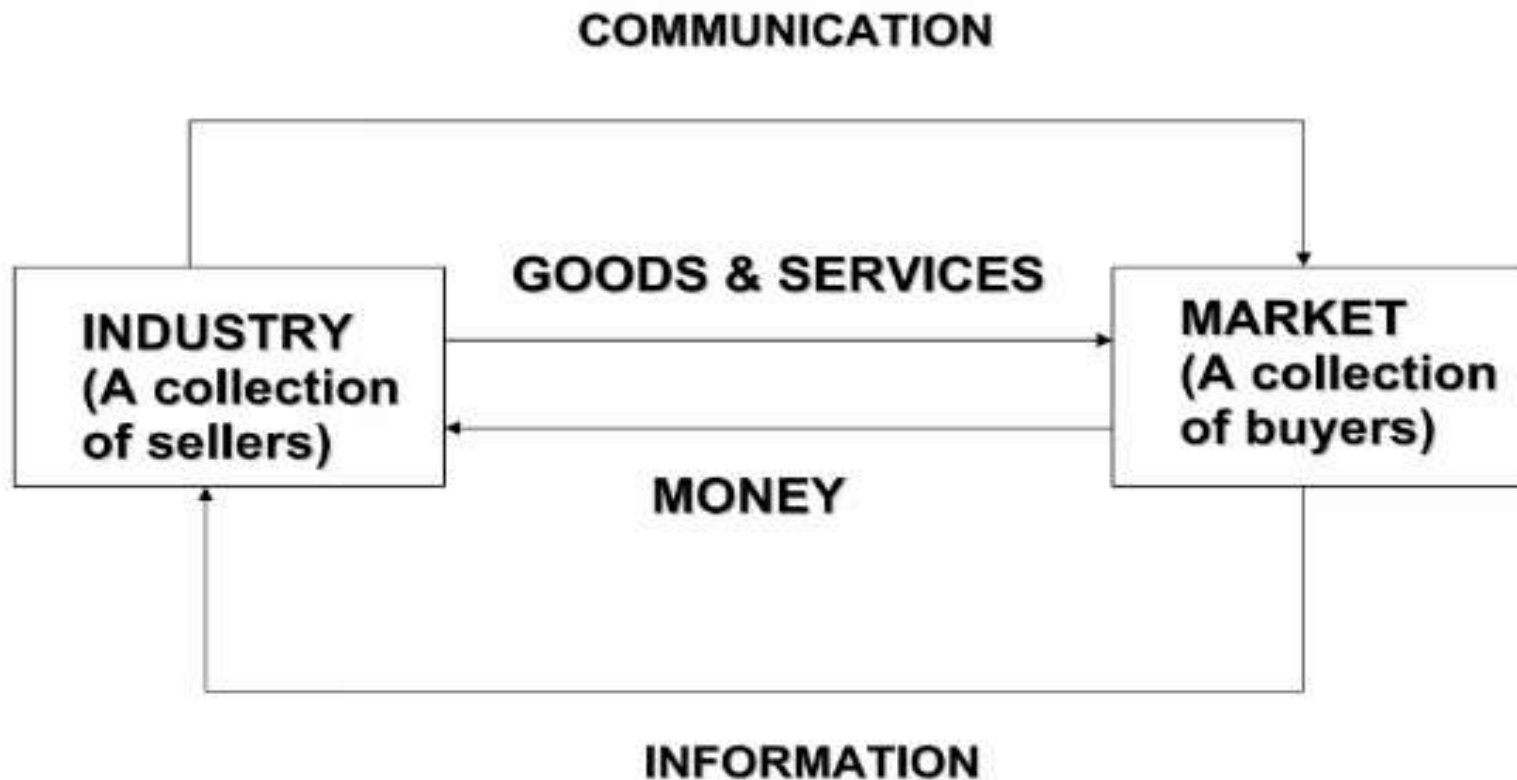 COMMUNICATION
GOODS & SERVICES
INDUSTRY
(A collection
of sellers)
MARKET
(A collection
of buyers)
MONEY
INFORMATION